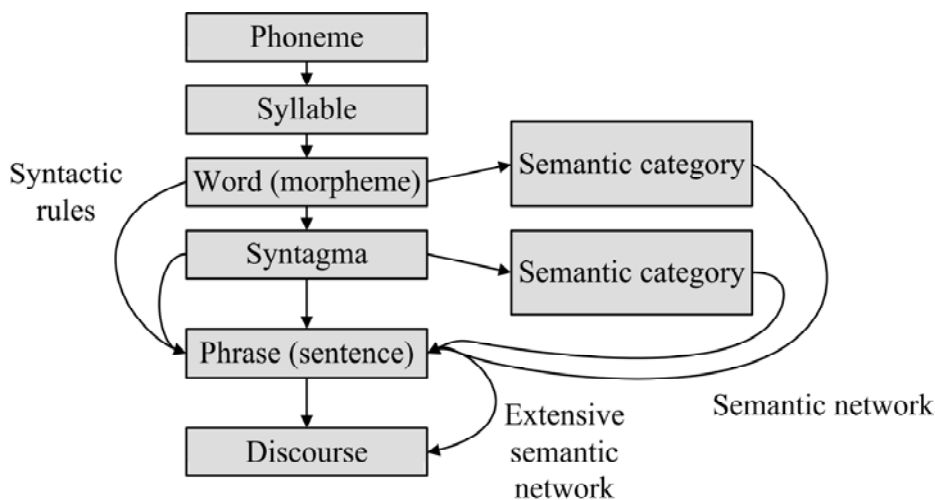 Phoneme
Syllable
Syntactic
rules
Word (morpheme)
Semantic category
Syntagma
Semantic category
Phrase (sentence)
Semantic network
Extensive
semantic
network
Discourse